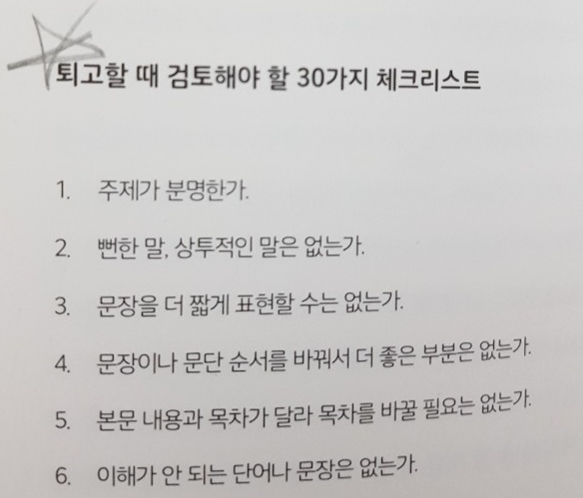 퇴고할 때 검토해야 할 30가지 체크리스트
1. 주제가 분명한가.
2. 뻔한 말, 상투적인 말은 없는가.
3. 문장을 더 짧게 표현할 수는 없는가.
4. 문장이나 문단 순서를 바꿔서 더 좋은 부분은 없는가.
5. 본문 내용과 목차가 달라 목차를 바꿀 필요는 없는가.
6. 이해가 안 되는 단어나 문장은 없는가.